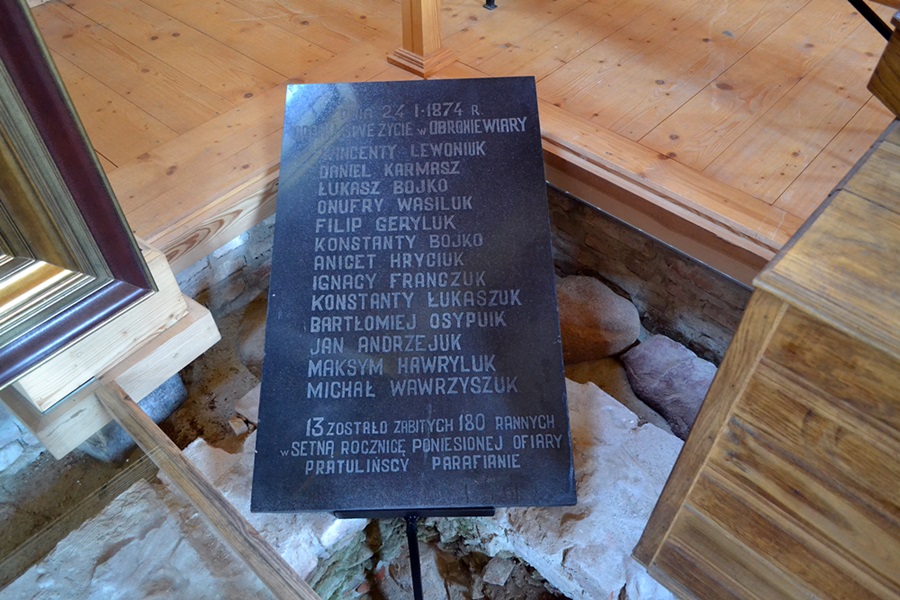 DNIA 24 I·1874 R.
SWE ŻYCIE W OBRONIE WIARY
WINCENTY LEWONIUK
DANIEL KARMASZ
ŁUKASZ BOJKO
ONUFRY WASILUK
FILIP GERYLUK
KONSTANTY BOJKO
ANICET HRYCIUK
IGNACY FRANCZUK
KONSTANTY ŁUKASZUK
BARTŁOMIEJ OSYPUIK
JAN ANDRZEJUK
MAKSYM HAWRYLUK
MICHAŁ WAWRZYSZUK
13 ZOSTAŁO ZABITYCH 180 RANNYCH
W SETNĄ ROCZNICĘ PONIESIONEJ OFIARY
PRATULIŃSCY PARAFIANIE